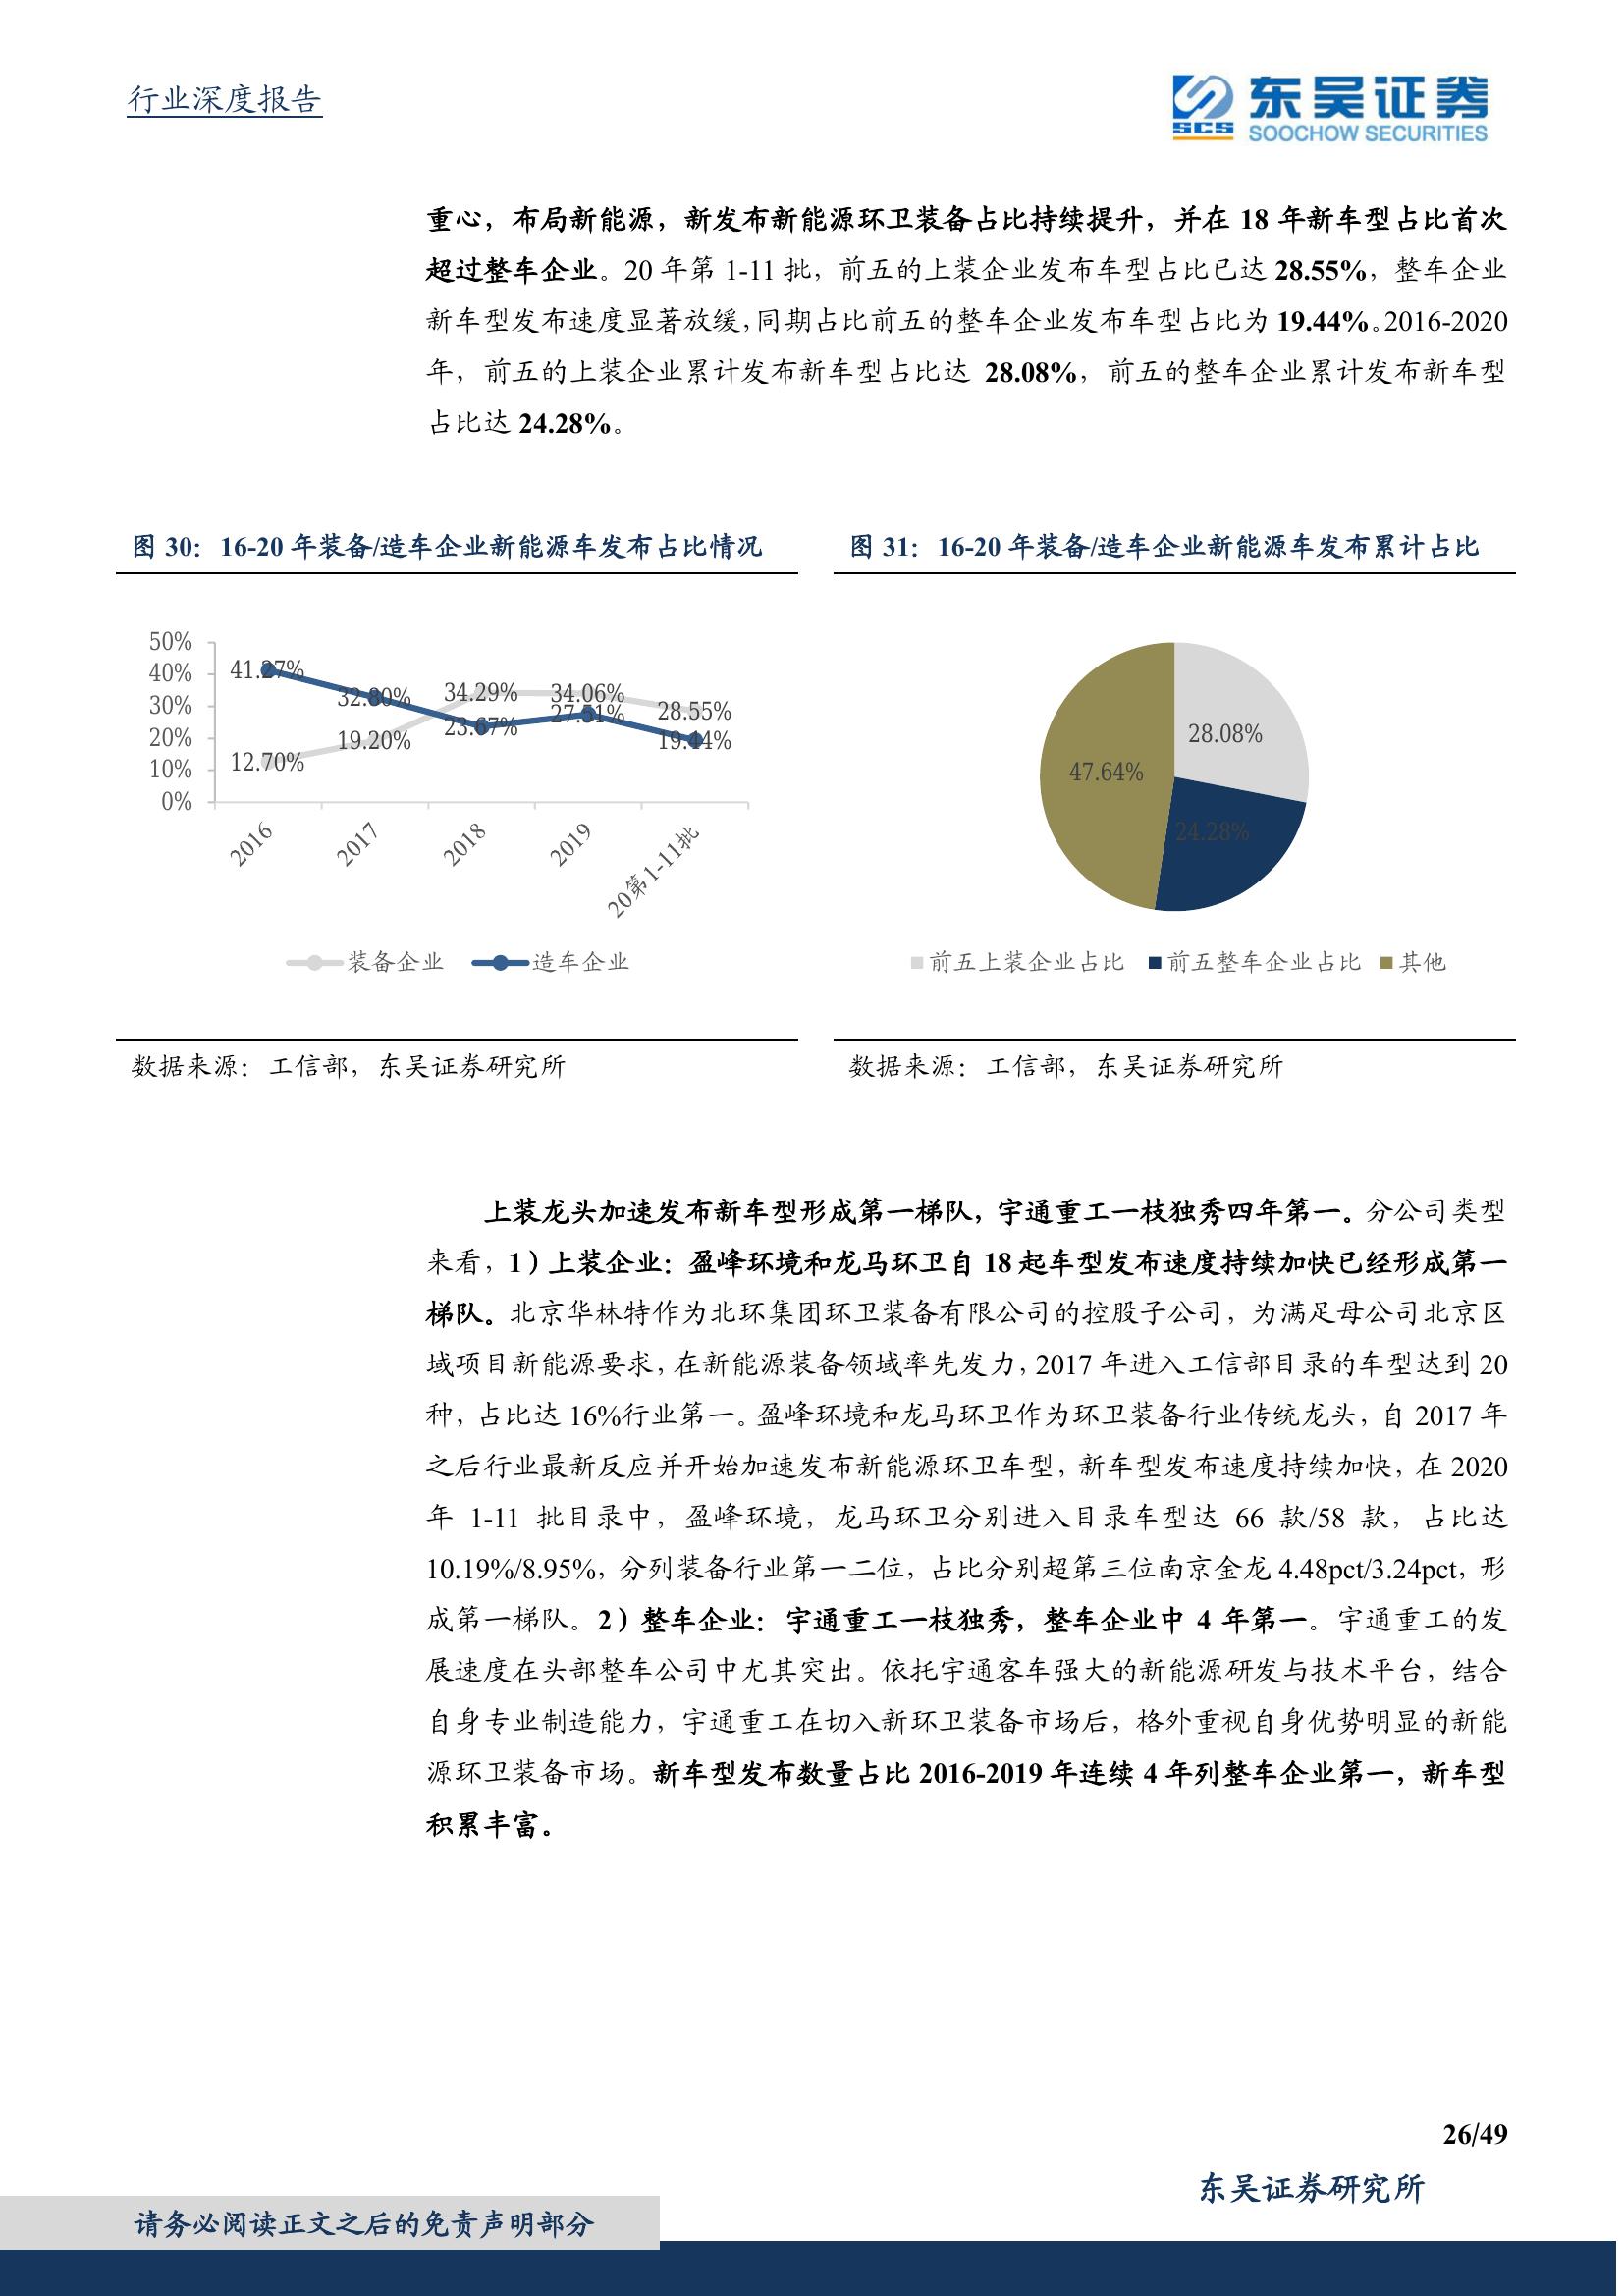 行业深度报告
SCS
东吴证券
SOOCHOW SECURITIES
重心，布局新能源，新发布新能源环卫装备占比持续提升，并在 18 年新车型占比首次
超过整车企业。20 年第 1-11 批，前五的上装企业发布车型占比已达 28.55%，整车企业
新车型发布速度显著放缓，同期占比前五的整车企业发布车型占比为 19.44%。2016-2020
年，前五的上装企业累计发布新车型占比达 28.08%，前五的整车企业累计发布新车型
占比达 24.28%。
图 30：16-20 年装备/造车企业新能源车发布占比情况
50%
40%
30%
20%
10%
0%
41.27%
32.80%
23.67%
27.51%
19.44%
12.70%
19.20%
34.29%
34.06%
28.55%
2016
2017
2018
2019
20第1-11批
装备企业
造车企业
数据来源：工信部，东吴证券研究所
图 31：16-20 年装备/造车企业新能源车发布累计占比
28.08%
47.64%
24.28%
前五上装企业占比
前五整车企业占比
其他
数据来源：工信部，东吴证券研究所
上装龙头加速发布新车型形成第一梯队，宇通重工一枝独秀四年第一。分公司类型
来看，1）上装企业：盈峰环境和龙马环卫自 18 起车型发布速度持续加快已经形成第一
梯队。北京华林特作为北环集团环卫装备有限公司的控股子公司，为满足母公司北京区
域项目新能源要求，在新能源装备领域率先发力，2017 年进入工信部目录的车型达到 20
种，占比达 16%行业第一。盈峰环境和龙马环卫作为环卫装备行业传统龙头，自 2017 年
之后行业最新反应并开始加速发布新能源环卫车型，新车型发布速度持续加快，在 2020
年 1-11 批目录中，盈峰环境，龙马环卫分别进入目录车型达 66 款/58 款，占比达
10.19%/8.95%，分列装备行业第一二位，占比分别超第三位南京金龙 4.48pct/3.24pct，形
成第一梯队。2）整车企业：宇通重工一枝独秀，整车企业中 4 年第一。宇通重工的发
展速度在头部整车公司中尤其突出。依托宇通客车强大的新能源研发与技术平台，结合
自身专业制造能力，宇通重工在切入新环卫装备市场后，格外重视自身优势明显的新能
源环卫装备市场。新车型发布数量占比 2016-2019 年连续 4 年列整车企业第一，新车型
积累丰富。
26/49
东吴证券研究所
请务必阅读正文之后的免责声明部分